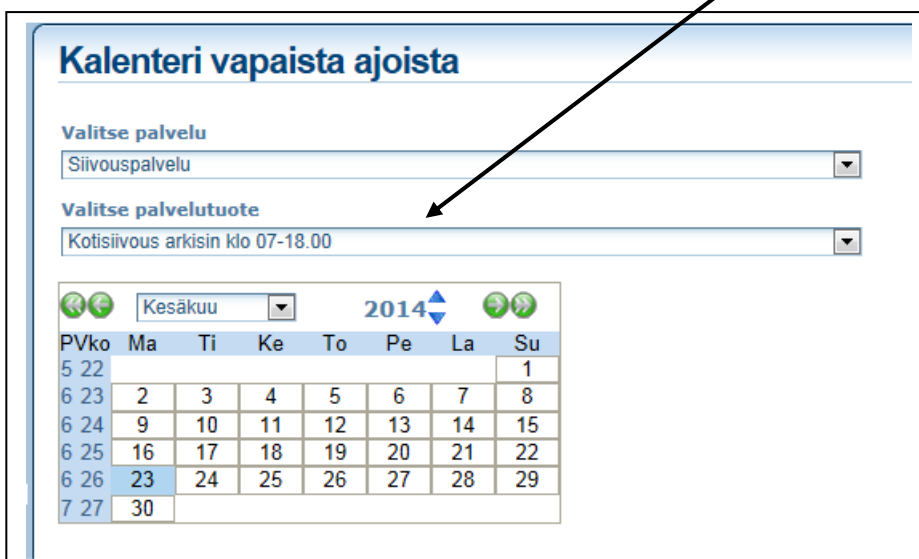 Kalenteri vapaista ajoista
Valitse palvelu
Siivouspalvelu
Valitse palvelutuote
Kotisiivous arkisin klo 07-18.00
Kesäkuu 2014
PVko Ma Ti Ke To Pe La Su
5 22 1
6 23 2 3 4 5 6 7 8
6 24 9 10 11 12 13 14 15
6 25 16 17 18 19 20 21 22
6 26 23 24 25 26 27 28 29
7 27 30